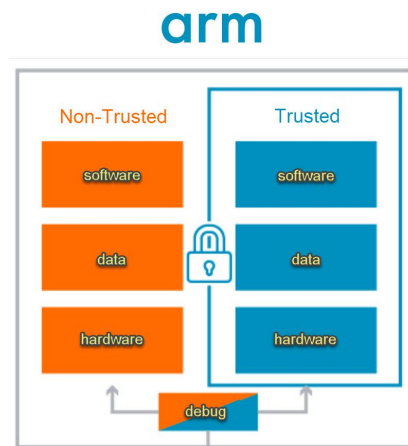 arm
Non-Trusted
Trusted
software
software
data
data
hardware
hardware
debug